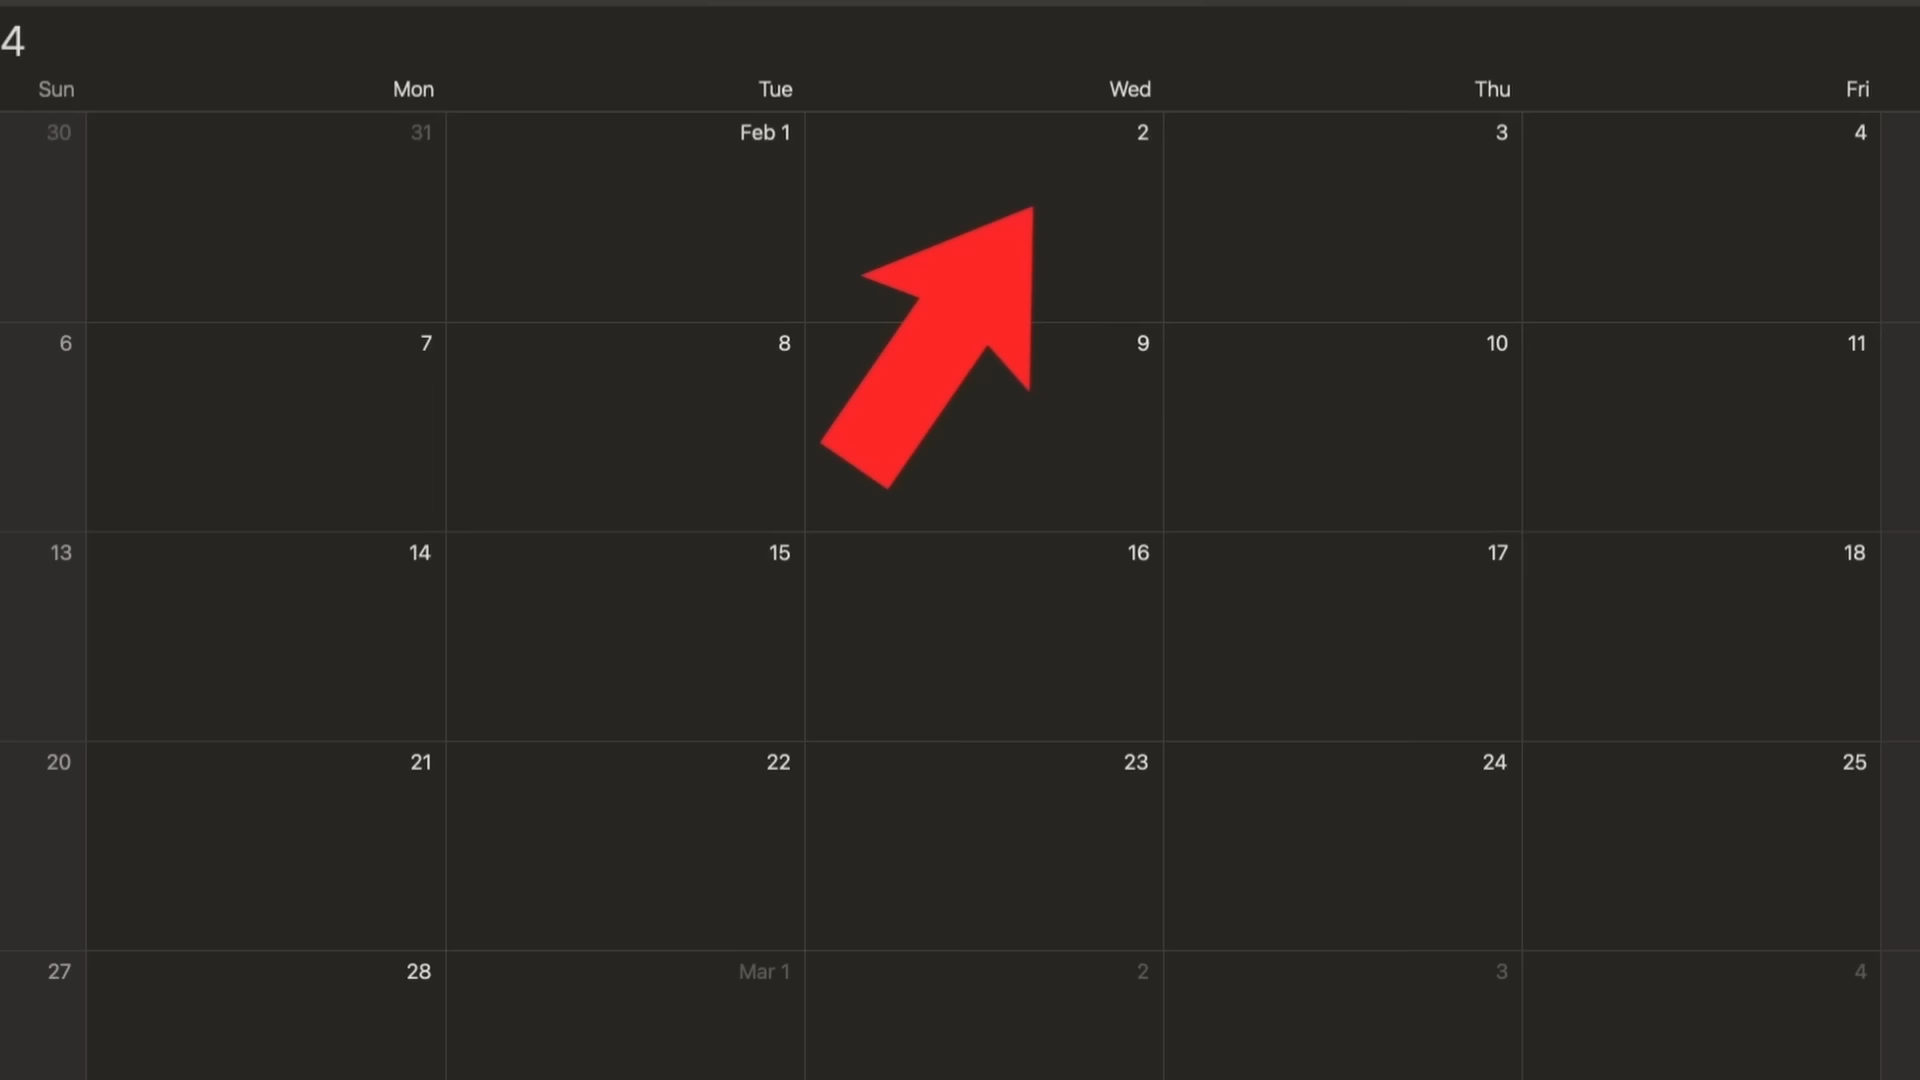 4
Sun Mon Tue Wed Thu Fri
30 31 Feb 1 2 3 4
6 7 8 9 10 11
13 14 15 16 17 18
20 21 22 23 24 25
27 28 Mar 1 2 3 4